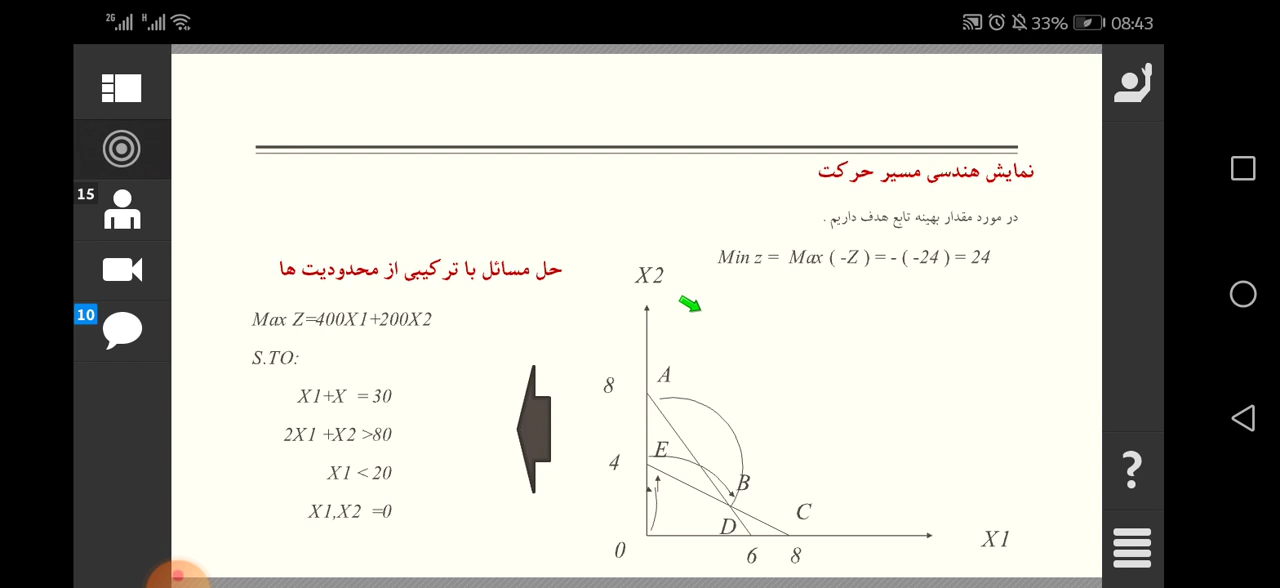 2G H 33% 08:43
15
10
نمایش هندسی مسیر حرکت
در مورد مقدار بهینه تابع هدف داریم .
Min z = Max ( -Z ) = - ( -24 ) = 24
حل مسائل با ترکیبی از محدودیت ها
Max Z=400X1+200X2
S.TO:
X1+X = 30
2X1 +X2 >80
X1 < 20
X1,X2 =0
X2
8
A
4
E
B
D
C
0
6
8
X1
?